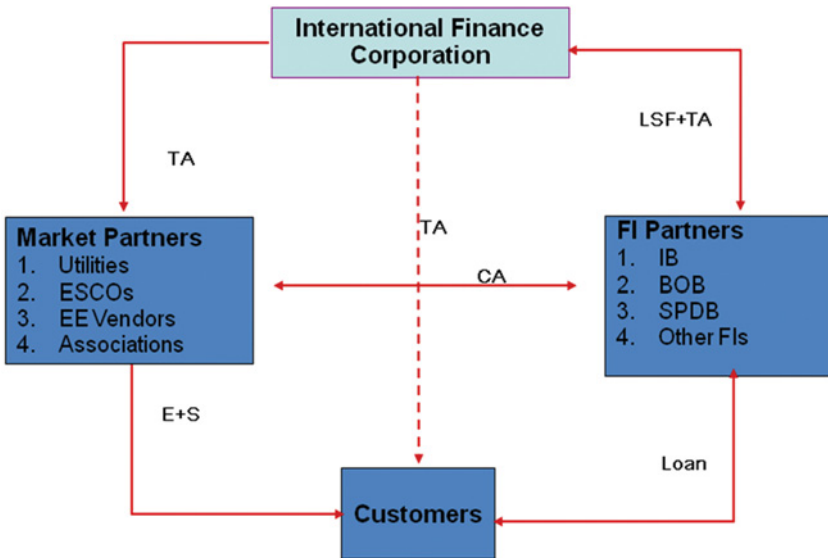 International Finance
Corporation
LSF+TA
TA
Market Partners
1. Utilities
2. ESCOs
3. EE Vendors
4. Associations
TA
CA
FI Partners
1. IB
2. BOB
3. SPDB
4. Other FIs
E+S
Loan
Customers